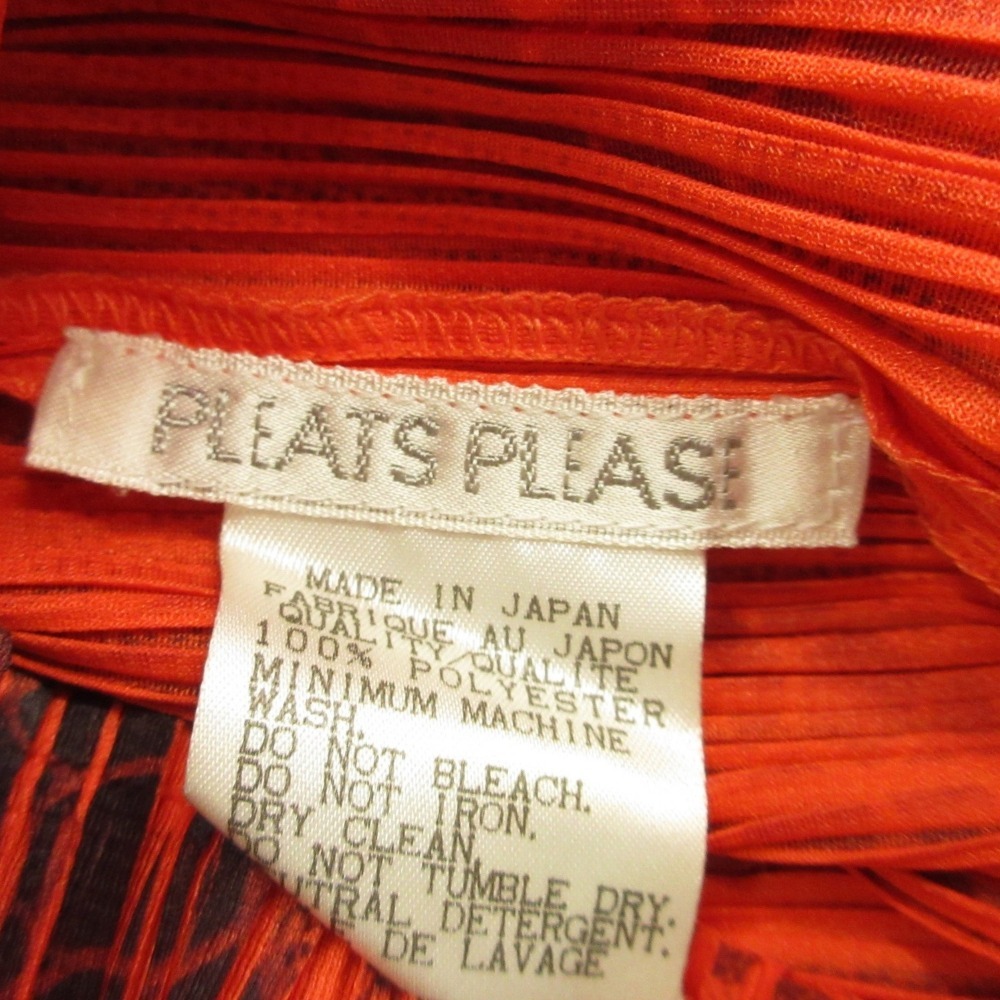 PLEATS PLEASE
MADE IN JAPAN
FABRIQUE AU JAPON
QUALITY/QUALITE
100% POLYESTER
MINIMUM MACHINE
WASH.
DO NOT BLEACH.
DO NOT IRON.
DRY CLEAN,
DO NOT TUMBLE DRY.
DETERGENT:
DE LAVAGE